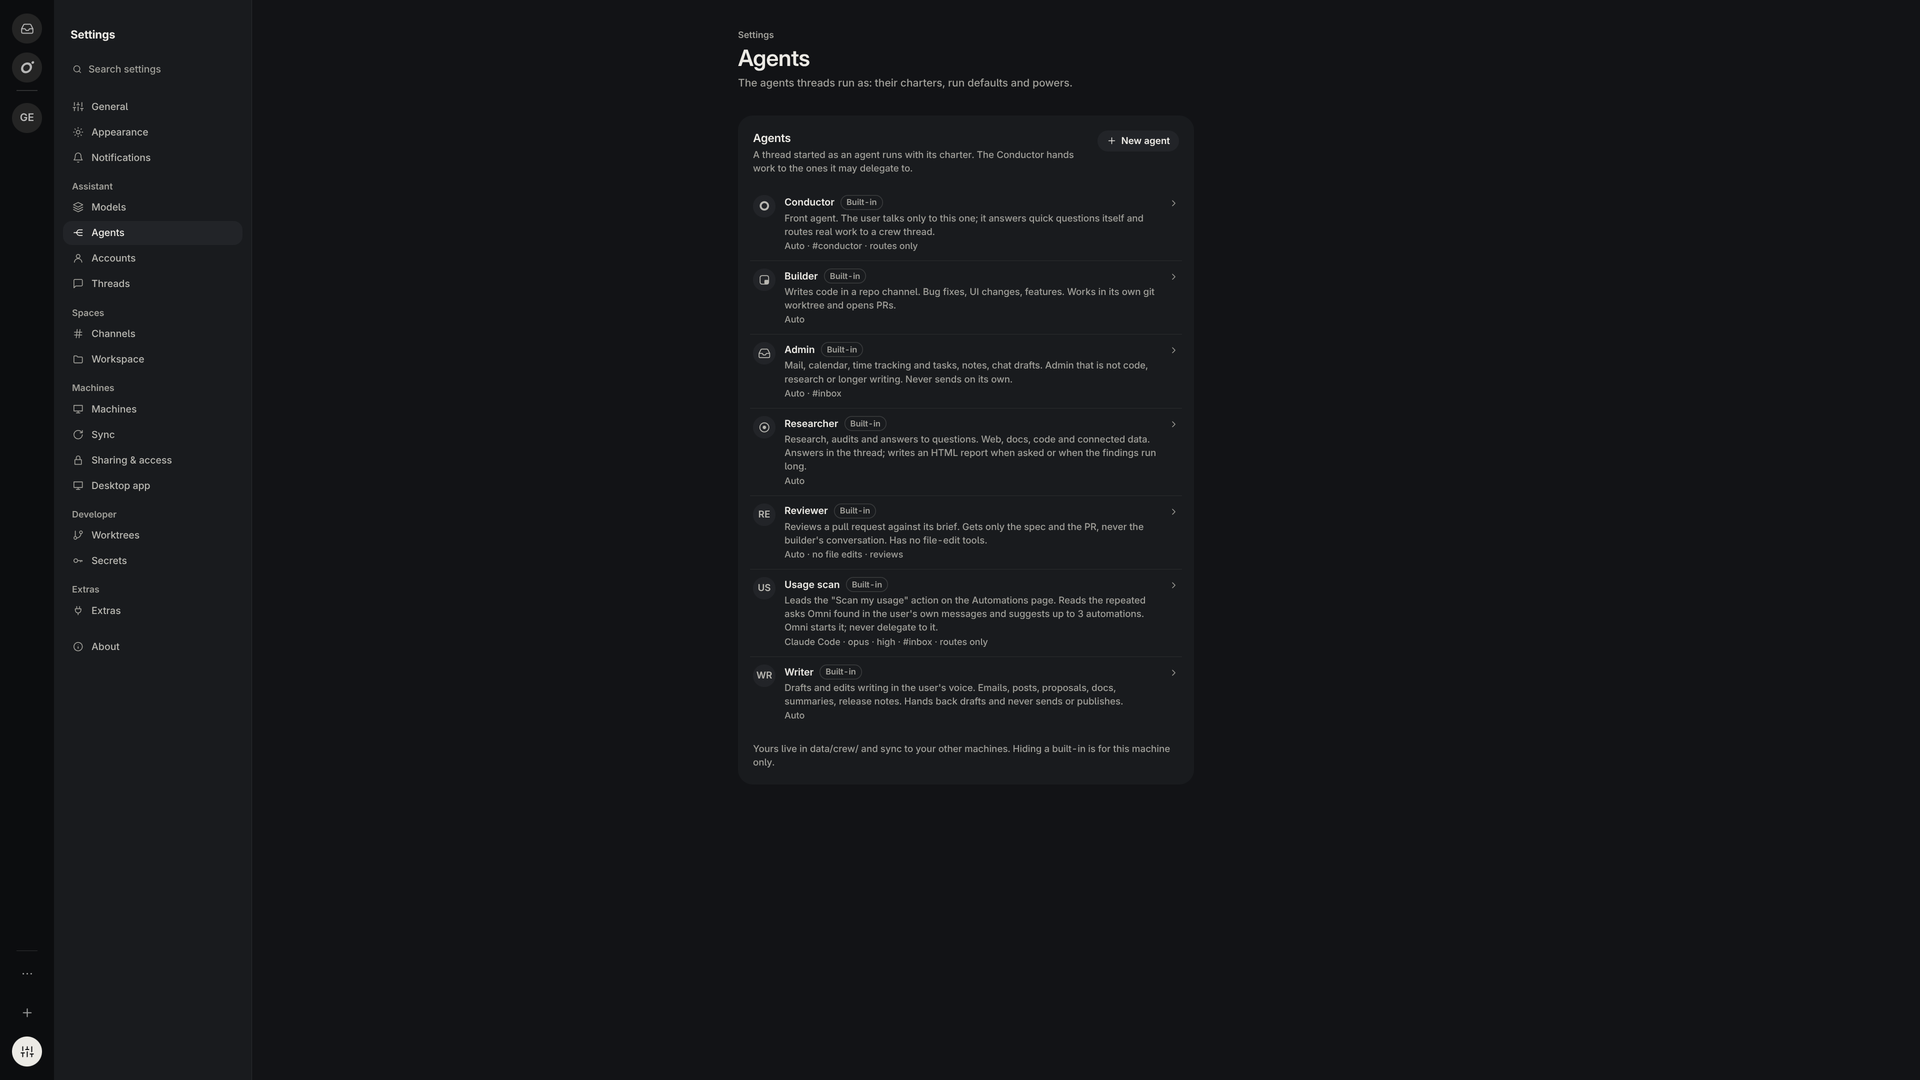 Settings
Search settings
GE
General
Appearance
Notifications
Assistant
Models
Agents
Accounts
Threads
Spaces
Channels
Workspace
Machines
Machines
Sync
Sharing & access
Desktop app
Developer
Worktrees
Secrets
Extras
Extras
About
Settings
Agents
The agents threads run as: their charters, run defaults and powers.
Agents
A thread started as an agent runs with its charter. The Conductor hands
work to the ones it may delegate to.
New agent
Conductor Built-in
Front agent. The user talks only to this one; it answers quick questions itself and
routes real work to a crew thread.
Auto · #conductor · routes only
Builder Built-in
Writes code in a repo channel. Bug fixes, UI changes, features. Works in its own git
worktree and opens PRs.
Auto
Admin Built-in
Mail, calendar, time tracking and tasks, notes, chat drafts. Admin that is not code,
research or longer writing. Never sends on its own.
Auto · #inbox
Researcher Built-in
Research, audits and answers to questions. Web, docs, code and connected data.
Answers in the thread; writes an HTML report when asked or when the findings run
long.
Auto
RE
Reviewer Built-in
Reviews a pull request against its brief. Gets only the spec and the PR, never the
builder's conversation. Has no file-edit tools.
Auto · no file edits · reviews
US
Usage scan Built-in
Leads the "Scan my usage" action on the Automations page. Reads the repeated
asks Omni found in the user's own messages and suggests up to 3 automations.
Omni starts it; never delegate to it.
Claude Code · opus · high · #inbox · routes only
WR
Writer Built-in
Drafts and edits writing in the user's voice. Emails, posts, proposals, docs,
summaries, release notes. Hands back drafts and never sends or publishes.
Auto
Yours live in data/crew/ and sync to your other machines. Hiding a built-in is for this machine
only.